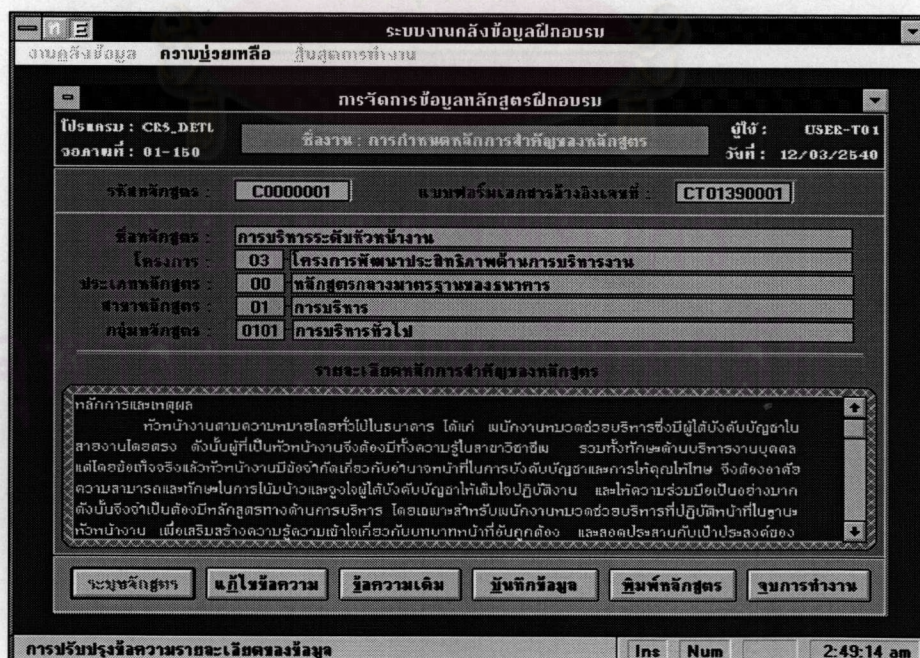 ระบบงานคลังข้อมูลฝึกอบรม
งานคลังข้อมูล ความช่วยเหลือ สิ้นสุดการทำงาน
การจัดการข้อมูลหลักสูตรฝึกอบรม
โปรแกรม : CRS_DETL
ชื่องาน : การกำหนดหลักการสำคัญของหลักสูตร
ผู้ใช้ : USER-T01
จอภาพที่ : 01-150
วันที่ : 12/03/2540
รหัสหลักสูตร : C0000001 แบบฟอร์มเอกสารอ้างอิงเลขที่ : CT01390001
ชื่อหลักสูตร : การบริหารระดับหัวหน้างาน
โครงการ : 03 โครงการพัฒนาประสิทธิภาพด้านการบริหารงาน
ประเภทหลักสูตร : 00 หลักสูตรกลางมาตรฐานของธนาคาร
สาขาหลักสูตร : 01 การบริหาร
กลุ่มหลักสูตร : 0101 การบริหารทั่วไป
รายละเอียดหลักการสำคัญของหลักสูตร
หลักการและเหตุผล
หัวหน้างานตามความหมายโดยทั่วไปในธนาคาร ได้แก่ พนักงานหมวดช่วยบริหารซึ่งมีผู้ใต้บังคับบัญชาใน
สายงานโดยตรง ดังนั้นผู้ที่เป็นหัวหน้างานจึงต้องมีทั้งความรู้ในสาขาวิชาชีพ รวมทั้งทักษะด้านบริหารงานบุคคล
แต่โดยข้อเท็จจริงแล้วหัวหน้างานมีข้อจำกัดเกี่ยวกับอำนาจหน้าที่ในการบังคับบัญชาและการให้คุณให้โทษ จึงต้องอาศัย
ความสามารถและทักษะในการโน้มน้าวและจูงใจผู้ใต้บังคับบัญชาให้เต็มใจปฏิบัติงาน และให้ความร่วมมือเป็นอย่างมาก
ดังนั้นจึงจำเป็นต้องมีหลักสูตรทางด้านการบริหาร โดยเฉพาะสำหรับพนักงานหมวดช่วยบริหารที่ปฏิบัติหน้าที่ในฐานะ
หัวหน้างาน เพื่อเสริมสร้างความรู้ความเข้าใจเกี่ยวกับบทบาทหน้าที่อันถูกต้อง และสอดประสานกับเป้าประสงค์ของ
ระบุหลักสูตร แก้ไขข้อความ ข้อความเดิม บันทึกข้อมูล พิมพ์หลักสูตร จบการทำงาน
การปรับปรุงข้อความรายละเอียดของข้อมูล Ins Num 2:49:14 am